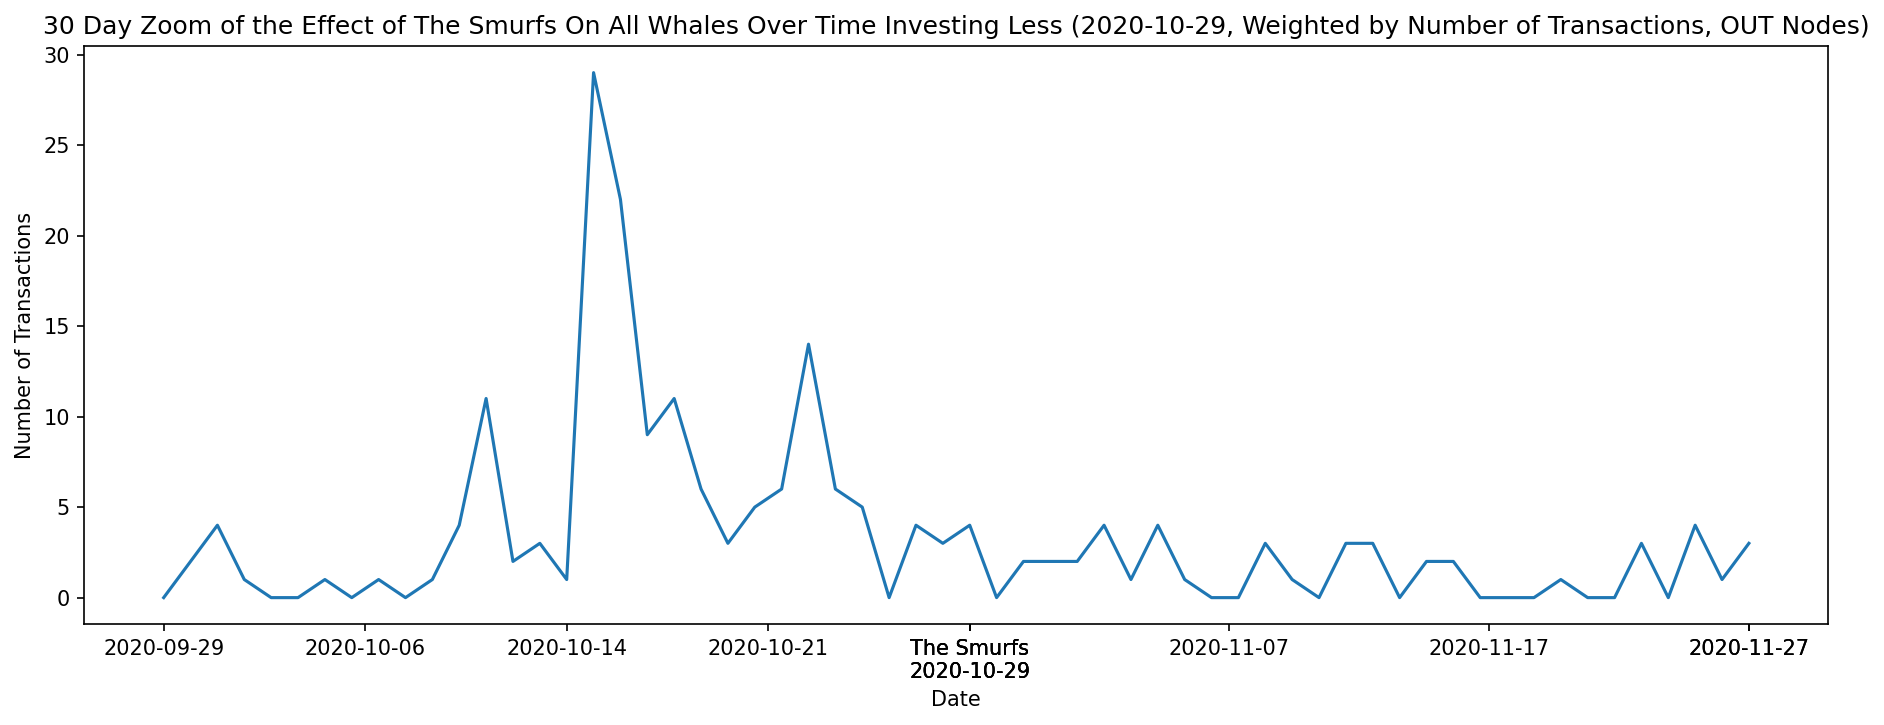 30 Day Zoom of the Effect of The Smurfs On All Whales Over Time Investing Less (2020-10-29, Weighted by Number of Transactions, OUT Nodes)
Number of Transactions
30
25
20
15
10
5
0
2020-09-29 2020-10-06 2020-10-14 2020-10-21 The Smurfs 2020-11-07 2020-11-17 2020-11-27
2020-10-29
Date